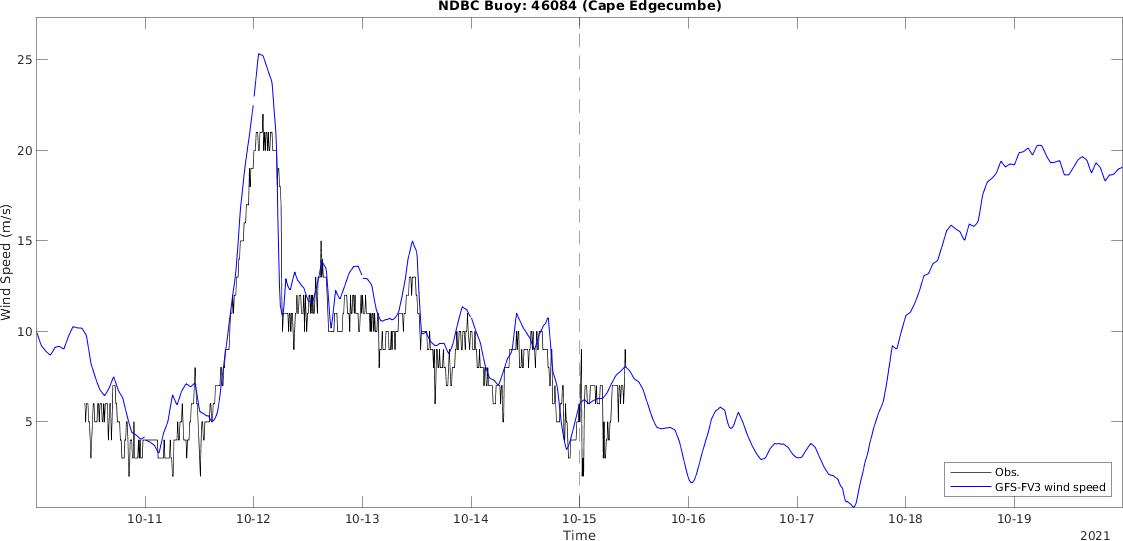 NDBC Buoy: 46084 (Cape Edgecumbe)
25
20
15
10
5
Wind Speed (m/s)
10-11 10-12 10-13 10-14 10-15 10-16 10-17 10-18 10-19
Time
2021
Obs.
GFS-FV3 wind speed